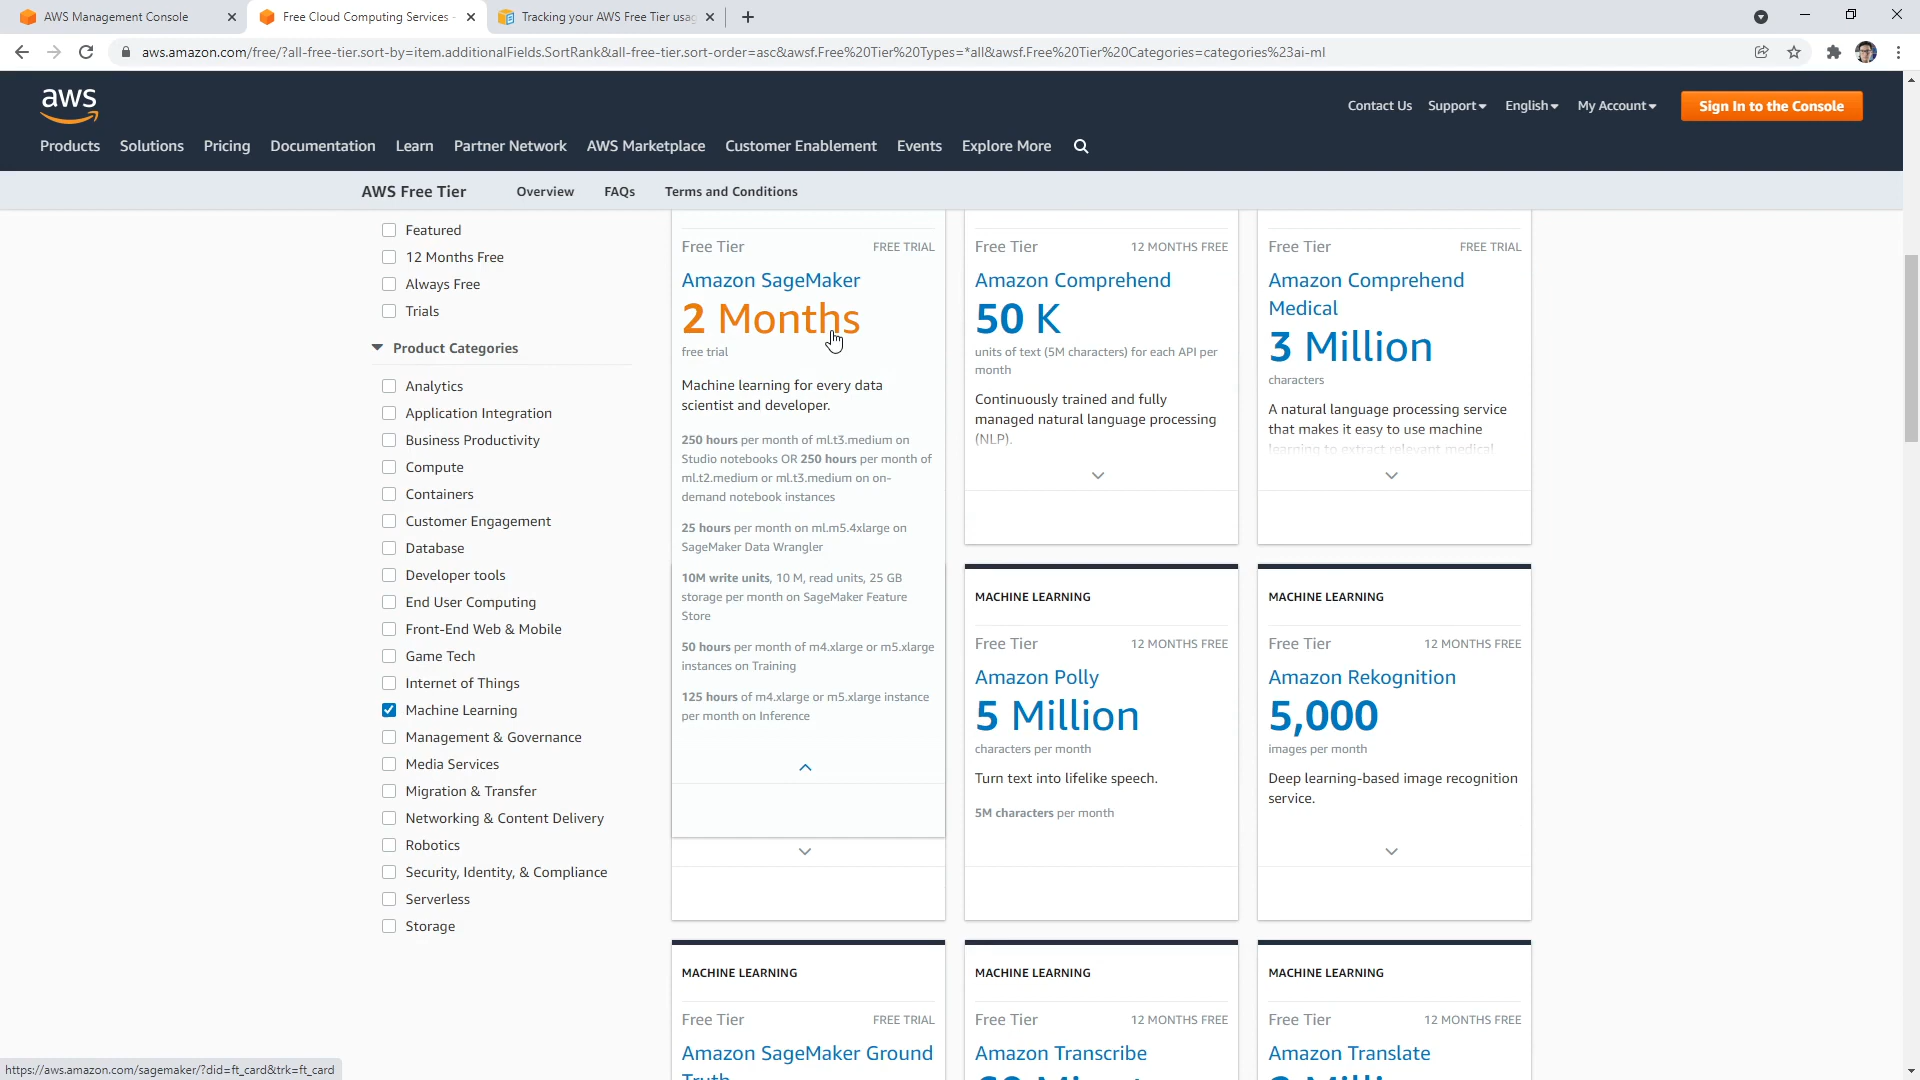 AWS Management Console
Free Cloud Computing Services -
Tracking your AWS Free Tier usag
aws.amazon.com/free/?all-free-tier.sort-by=item.additionalFields.SortRank&all-free-tier.sort-order=asc&awsf.Free%20Tier%20Types=*all&awsf.Free%20Tier%20Categories=categories%23ai-ml
aws
Contact Us
Support
English
My Account
Sign In to the Console
Products
Solutions
Pricing
Documentation
Learn
Partner Network
AWS Marketplace
Customer Enablement
Events
Explore More
AWS Free Tier
Overview
FAQs
Terms and Conditions
Featured
12 Months Free
Always Free
Trials
Product Categories
Analytics
Application Integration
Business Productivity
Compute
Containers
Customer Engagement
Database
Developer tools
End User Computing
Front-End Web & Mobile
Game Tech
Internet of Things
Machine Learning
Management & Governance
Media Services
Migration & Transfer
Networking & Content Delivery
Robotics
Security, Identity, & Compliance
Serverless
Storage
Free Tier
FREE TRIAL
Amazon SageMaker
2 Months
free trial
Machine learning for every data
scientist and developer.
250 hours per month of ml.t3.medium on
Studio notebooks OR 250 hours per month of
ml.t2.medium or ml.t3.medium on on-
demand notebook instances
25 hours per month on ml.m5.4xlarge on
SageMaker Data Wrangler
10M write units, 10 M, read units, 25 GB
storage per month on SageMaker Feature
Store
50 hours per month of m4.xlarge or m5.xlarge
instances on Training
125 hours of m4.xlarge or m5.xlarge instance
per month on Inference
Free Tier
12 MONTHS FREE
Amazon Comprehend
50 K
units of text (5M characters) for each API per
month
Continuously trained and fully
managed natural language processing
(NLP).
Free Tier
FREE TRIAL
Amazon Comprehend
Medical
3 Million
characters
A natural language processing service
that makes it easy to use machine
learning to extract relevant medical
MACHINE LEARNING
Free Tier
12 MONTHS FREE
Amazon Polly
5 Million
characters per month
Turn text into lifelike speech.
5M characters per month
MACHINE LEARNING
Free Tier
12 MONTHS FREE
Amazon Rekognition
5,000
images per month
Deep learning-based image recognition
service.
MACHINE LEARNING
Free Tier
FREE TRIAL
Amazon SageMaker Ground
Truth
MACHINE LEARNING
Free Tier
12 MONTHS FREE
Amazon Transcribe
MACHINE LEARNING
Free Tier
12 MONTHS FREE
Amazon Translate
https://aws.amazon.com/sagemaker/?did=ft_card&trk=ft_card